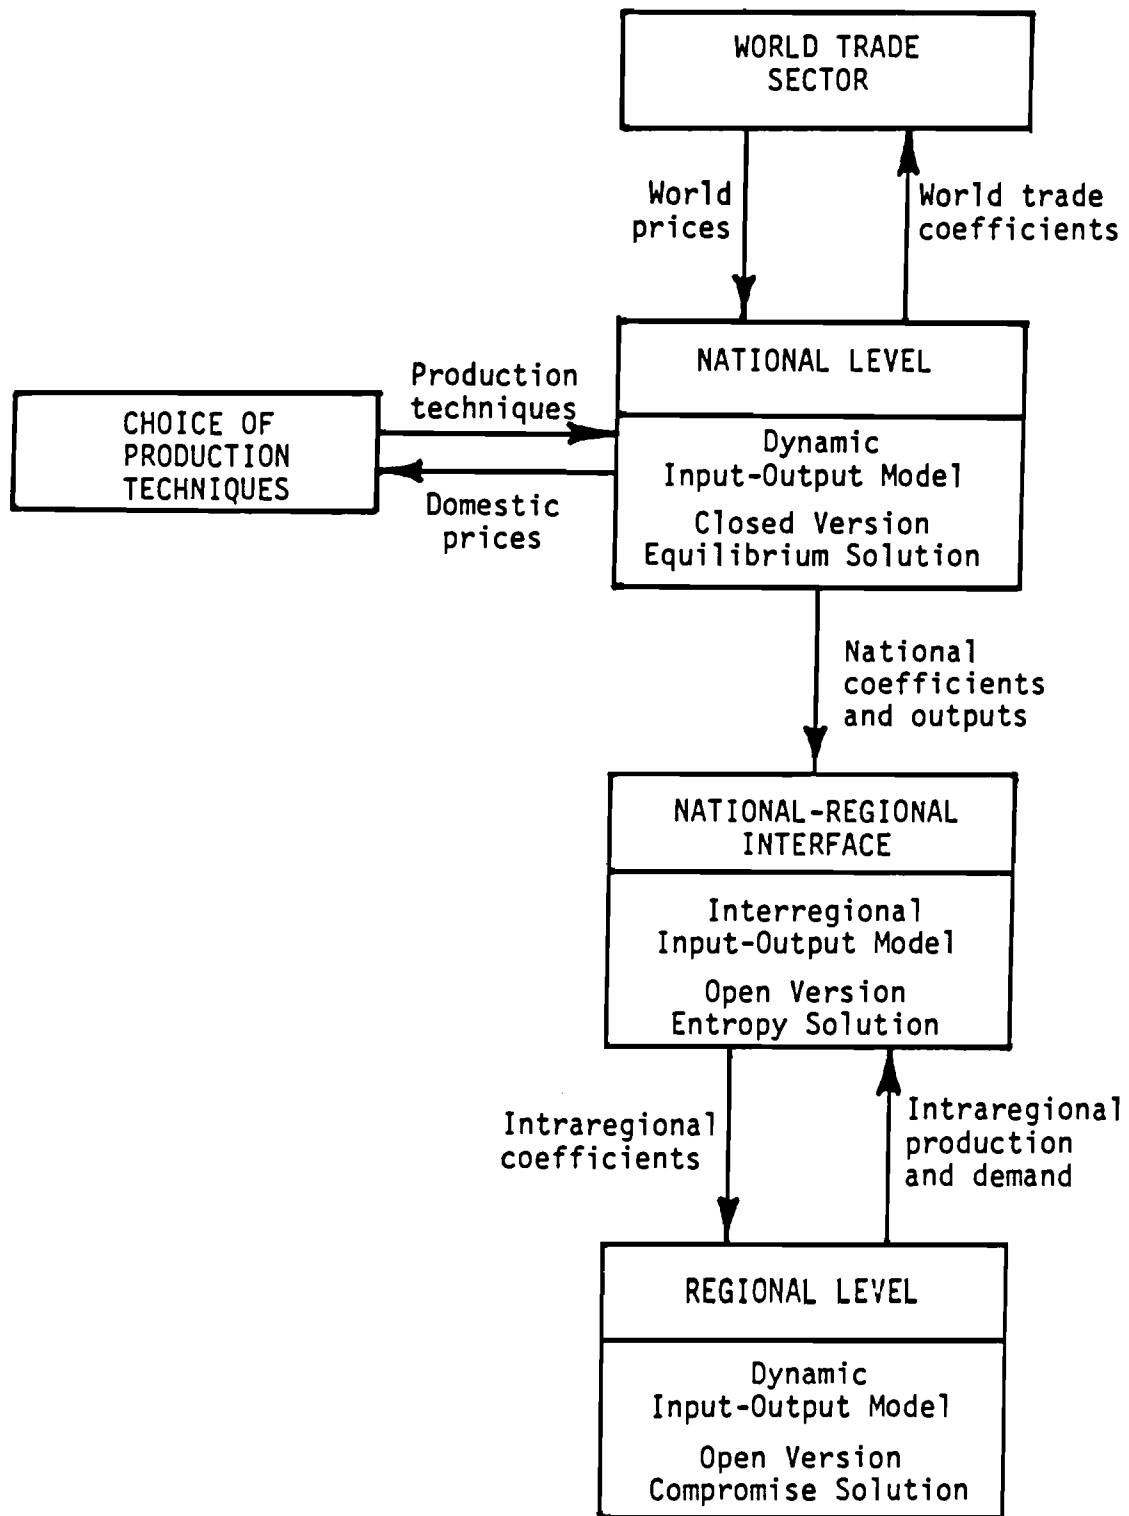 WORLD TRADE
SECTOR
World
prices
World trade
coefficients
NATIONAL LEVEL
Dynamic
Input-Output Model
Closed Version
Equilibrium Solution
Production
techniques
CHOICE OF
PRODUCTION
TECHNIQUES
Domestic
prices
National
coefficients
and outputs
NATIONAL-REGIONAL
INTERFACE
Interregional
Input-Output Model
Open Version
Entropy Solution
Intraregional
coefficients
Intraregional
production
and demand
REGIONAL LEVEL
Dynamic
Input-Output Model
Open Version
Compromise Solution